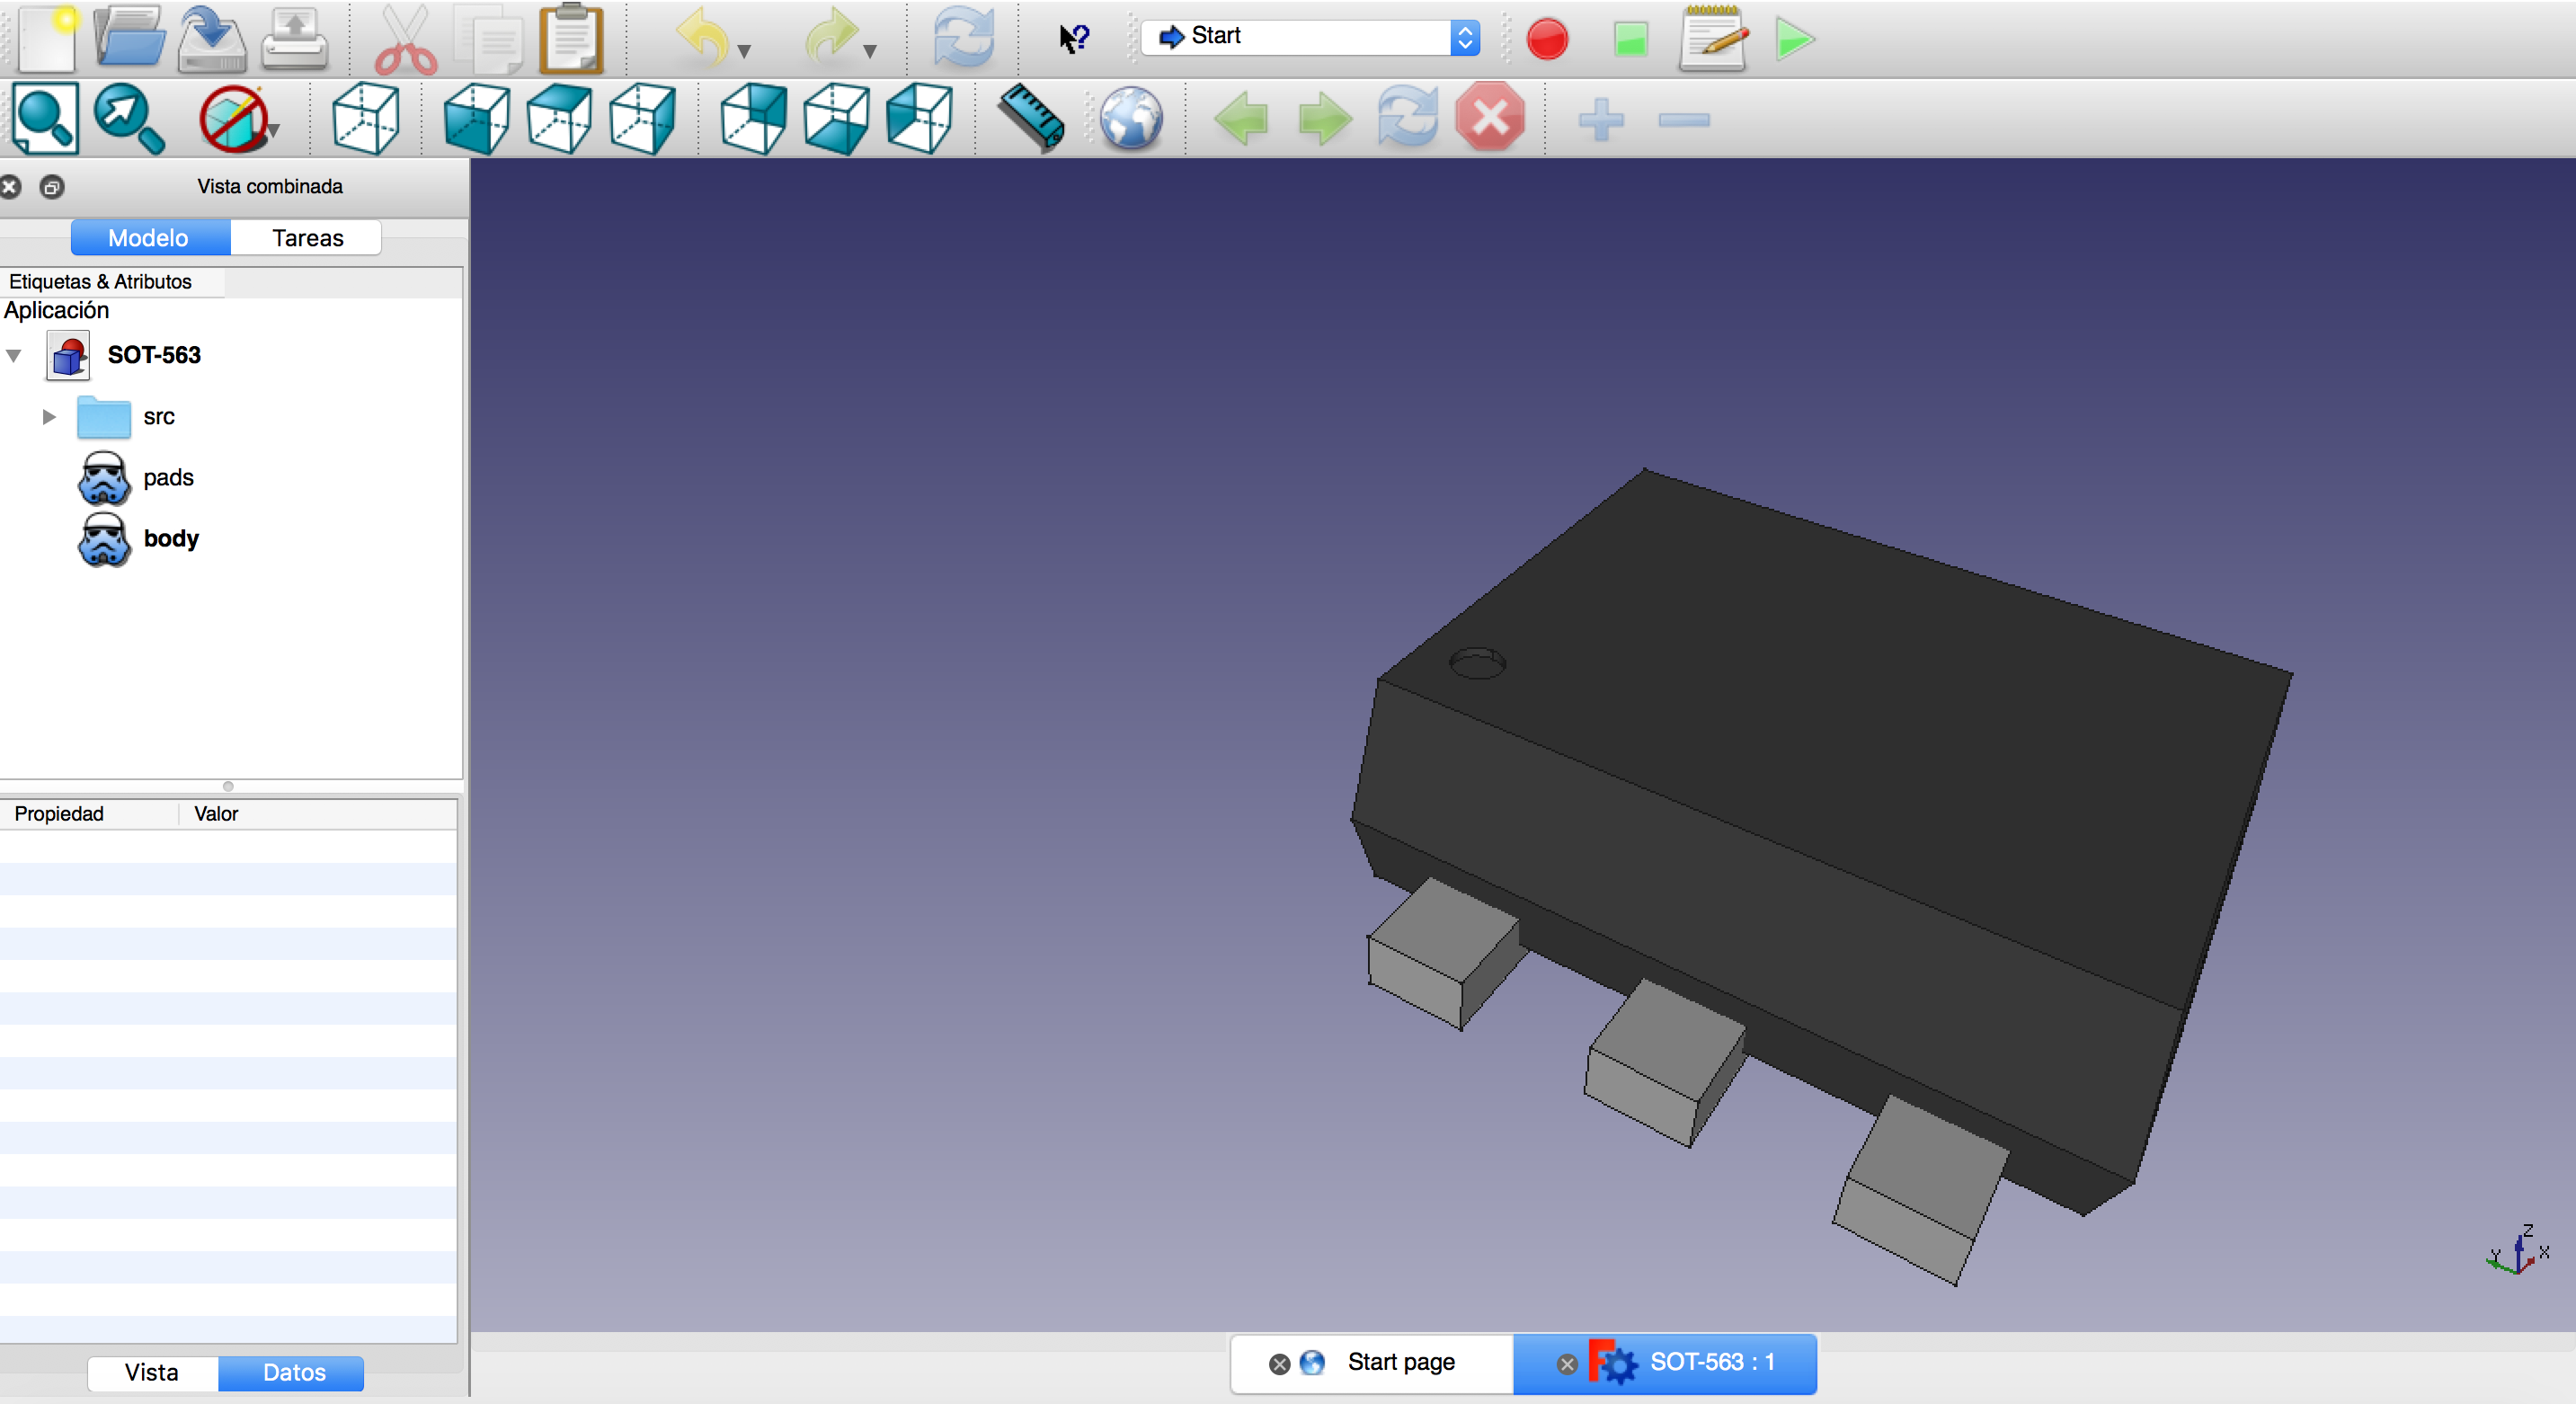 Start
Vista combinada
Modelo Tareas
Etiquetas & Atributos
Aplicación
SOT-563
src
pads
body
Propiedad Valor
Vista Datos
Z
Y X
Start page SOT-563 : 1